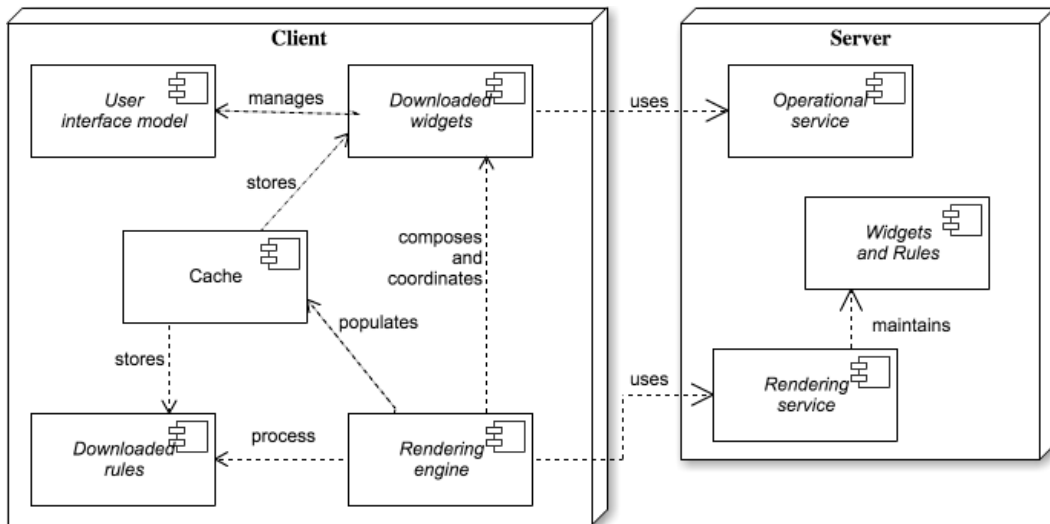 Client
Server
User
interface model
manages
Downloaded
widgets
uses
Operational
service
stores
Cache
composes
and
coordinates
Widgets
and Rules
populates
maintains
stores
uses
Rendering
service
Downloaded
rules
process
Rendering
engine